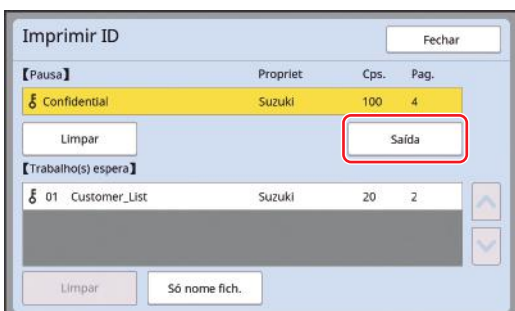 Imprimir ID
Fechar
【Pausa】 Propriet Cps. Pag.
Confidential Suzuki 100 4
Limpar Saída
【Trabalho(s) espera】
01 Customer_List Suzuki 20 2
Limpar Só nome fich.